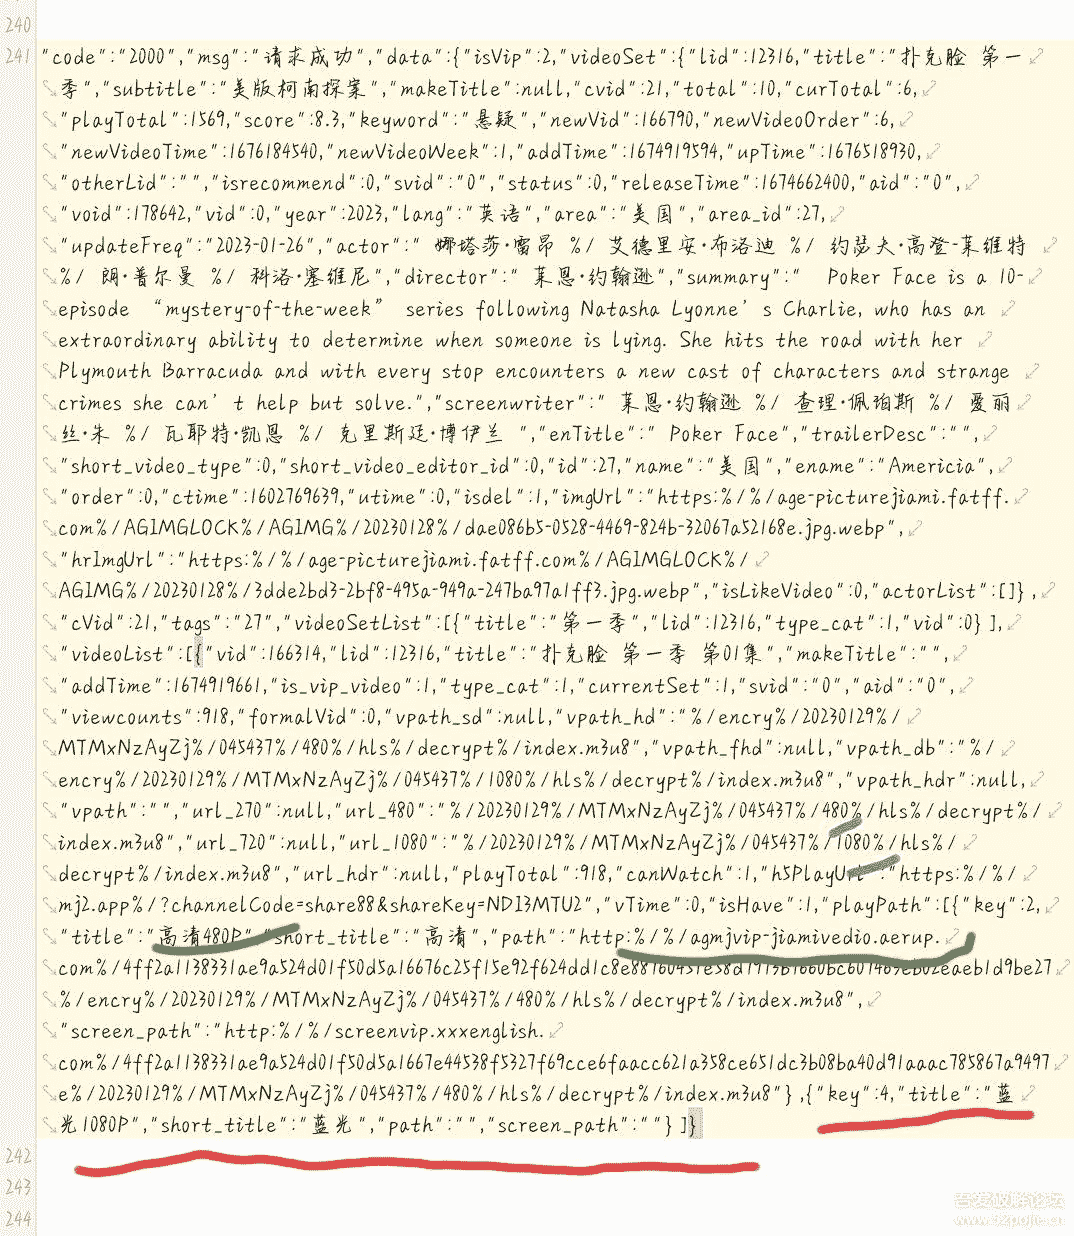 240
241 "code":"2000","msg":"请求成功","data":{"isVip":2,"videoSet":{"lid":12316,"title":"扑克脸 第一
季","subtitle":"美版柯南探案","makeTitle":null,"cvid":21,"total":10,"curTotal":6,
"playTotal":1569,"score":8.3,"keyword":"悬疑","newVid":166790,"newVideoOrder":6,
"newVideoTime":1676184540,"newVideoWeek":1,"addTime":1674919594,"upTime":1676518930,
"otherLid":"","isrecommend":0,"svid":"0","status":0,"releaseTime":1674662400,"aid":"0",
"void":178642,"vid":0,"year":2023,"lang":"英语","area":"美国","area_id":27,
"updateFreq":"2023-01-26","actor":" 娜塔莎·雷昂 %/ 艾德里安·布洛迪 %/ 约瑟夫·高登-莱维特
%/ 朗·普尔曼 %/ 科洛·塞维尼","director":" 莱恩·约翰逊","summary":" Poker Face is a 10-
episode “mystery-of-the-week” series following Natasha Lyonne’s Charlie, who has an
extraordinary ability to determine when someone is lying. She hits the road with her
Plymouth Barracuda and with every stop encounters a new cast of characters and strange
crimes she can’t help but solve.","screenwriter":" 莱恩·约翰逊 %/ 查理·佩珀斯 %/ 爱丽
丝·朱 %/ 瓦耶特·凯恩 %/ 克里斯廷·博伊兰 ","enTitle":" Poker Face","trailerDesc":"",
"short_video_type":0,"short_video_editor_id":0,"id":27,"name":"美国","ename":"Americia",
"order":0,"ctime":1602769639,"utime":0,"isdel":1,"imgUrl":"https:%/%/age-picturejiami.fatff.
com%/AGIMGLOCK%/AGIMG%/20230128%/dae086b5-0528-4469-824b-32067a52168e.jpg.webp",
"hrImgUrl":"https:%/%/age-picturejiami.fatff.com%/AGIMGLOCK%/
AGIMG%/20230128%/3dde2bd3-2bf8-495a-949a-247ba97a1ff3.jpg.webp","isLikeVideo":0,"actorList":[]},
"cVid":21,"tags":"27","videoSetList":[{"title":"第一季","lid":12316,"type_cat":1,"vid":0}],
"videoList":[{"vid":166314,"lid":12316,"title":"扑克脸 第一季 第01集","makeTitle":"",
"addTime":1674919661,"is_vip_video":1,"type_cat":1,"currentSet":1,"svid":"0","aid":"0",
"viewcounts":918,"formalVid":0,"vpath_sd":null,"vpath_hd":"%/encry%/20230129%/
MTMxNzAyZj%/045437%/480%/hls%/decrypt%/index.m3u8","vpath_fhd":null,"vpath_db":"%/
encry%/20230129%/MTMxNzAyZj%/045437%/1080%/hls%/decrypt%/index.m3u8","vpath_hdr":null,
"vpath":"","url_270":null,"url_480":"%/20230129%/MTMxNzAyZj%/045437%/480%/hls%/decrypt%/
index.m3u8","url_720":null,"url_1080":"%/20230129%/MTMxNzAyZj%/045437%/1080%/hls%/
decrypt%/index.m3u8","url_hdr":null,"playTotal":918,"canWatch":1,"h5PlayUrl":"https:%/%/
mj2.app%/?channelCode=share88&shareKey=NDI3MTU2","vTime":0,"isHave":1,"playPath":[{"key":2,
"title":"高清480P","short_title":"高清","path":"http:%/%/agmjvip-jiamivedio.aerup.
%/encry%/20230129%/MTMxNzAyZj%/045437%/480%/hls%/decrypt%/index.m3u8",
"screen_path":"http:%/%/screenvip.xxxenglish.
com%/4ff2a1138331ae9a524d01f50d5a1667e44538f5327f69cce6faacc621a358ce651dc3b08ba40d91aaac785867a9497
e%/20230129%/MTMxNzAyZj%/045437%/480%/hls%/decrypt%/index.m3u8"},{"key":4,"title":"蓝
光1080P","short_title":"蓝光","path":"","screen_path":""}]}
242
243
244
吾爱破解论坛
www.52pojie.cn